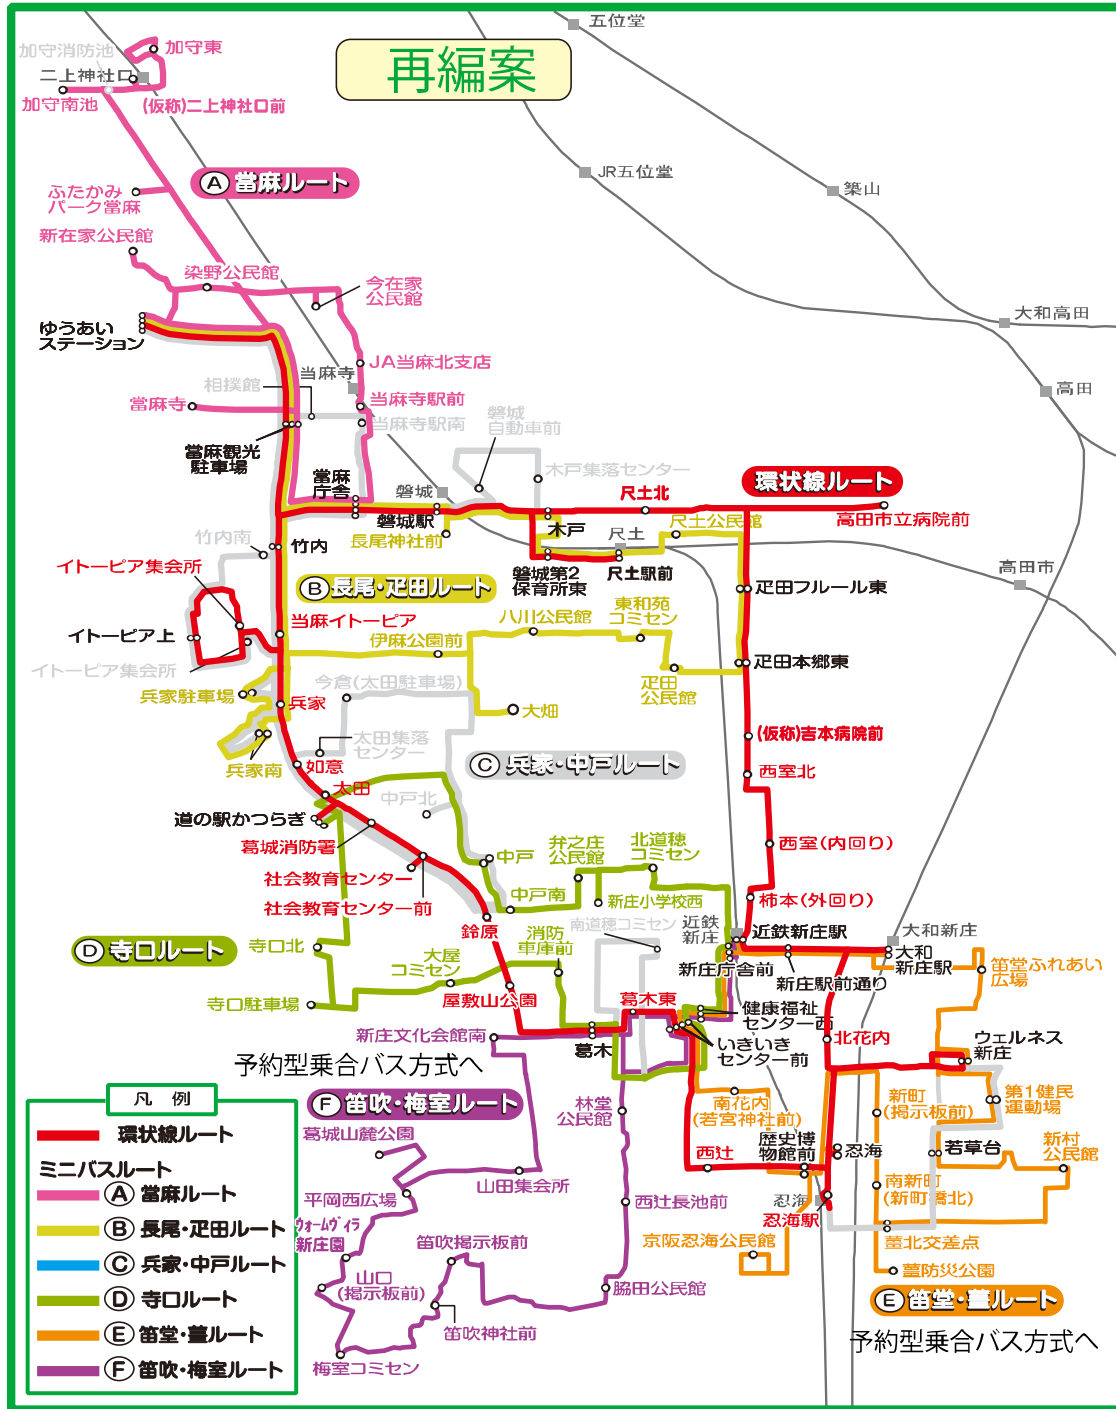 再編案
五位堂
加守消防池
加守東
二上神社口
加守南池
(仮称)二上神社口前
JR五位堂
築山
Ⓐ 當麻ルート
ふたかみ
パーク當麻
新在家公民館
染野公民館
今在家
公民館
大和高田
ゆうあい
ステーション
JA当麻北支店
当麻寺
相撲館
高田
當麻寺
当麻寺駅前
当麻寺駅南
磐城
自動車前
當麻観光
駐車場
木戸集落センター
當麻
庁舎
磐城
尺土北
環状線ルート
高田市立病院前
磐城駅
木戸
尺土公民館
尺土
長尾神社前
竹内南
竹内
イトーピア集会所
磐城第2
保育所東
尺土駅前
高田市
Ⓑ 長尾・疋田ルート
疋田フルール東
八川公民館
東和苑
コミセン
当麻イトーピア
イトーピア上
伊麻公園前
疋田本郷東
イトーピア集会所
今倉(太田駐車場)
疋田
公民館
兵家駐車場
兵家
大畑
(仮称)吉本病院前
太田集落
センター
Ⓒ 兵家・中戸ルート
兵家南
如意
西室北
太田
中戸北
道の駅かつらぎ
葛城消防署
弁之庄
公民館
北道穂
コミセン
西室(内回り)
中戸
社会教育センター
中戸南
新庄小学校西
柿本(外回り)
社会教育センター前
鈴原
南道穂コミセン
近鉄
新庄
近鉄新庄駅
大和新庄
Ⓓ 寺口ルート
寺口北
消防
車庫前
大屋
コミセン
新庄庁舎前
大和
新庄駅
新庄駅前通り
笛堂ふれあい
広場
寺口駐車場
屋敷山公園
葛木東
健康福祉
センター西
新庄文化会館南
葛木
いきいき
センター前
北花内
ウェルネス
新庄
予約型乗合バス方式へ
凡 例
環状線ルート
ミニバスルート
Ⓐ 當麻ルート
Ⓑ 長尾・疋田ルート
Ⓒ 兵家・中戸ルート
Ⓓ 寺口ルート
Ⓔ 笛堂・薑ルート
Ⓕ 笛吹・梅室ルート
Ⓕ 笛吹・梅室ルート
林堂
公民館
南花内
(若宮神社前)
新町
(掲示板前)
第1健民
運動場
葛城山麓公園
西辻
歴史博
物館前
忍海
若草台
新村
公民館
山田集会所
平岡西広場
西辻長池前
忍海
忍海駅
南新町
(新町橋北)
ウォームヴィラ
新庄園
笛吹掲示板前
京阪忍海公民館
薑北交差点
山口
(掲示板前)
脇田公民館
薑防災公園
笛吹神社前
Ⓔ 笛堂・薑ルート
梅室コミセン
予約型乗合バス方式へ